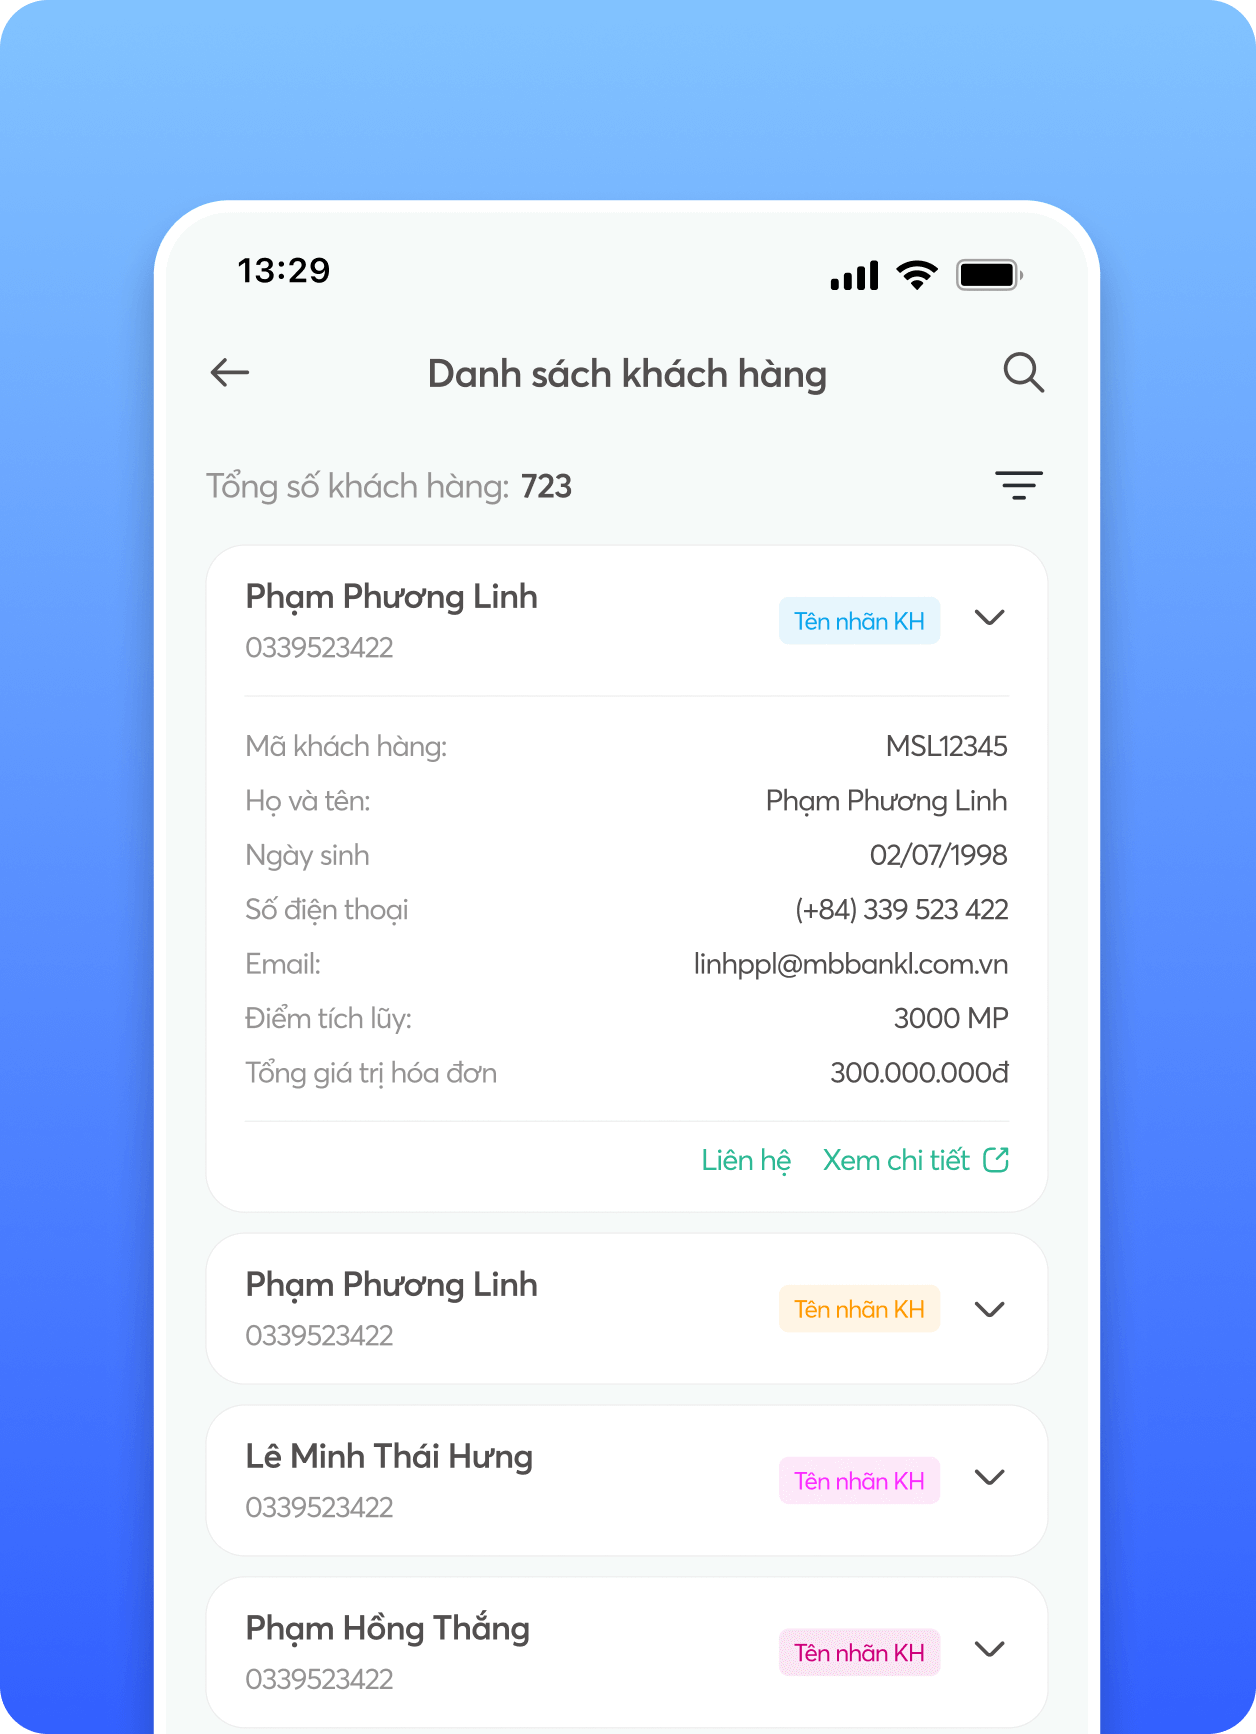 13:29
Danh sách khách hàng
Tổng số khách hàng: 723
Phạm Phương Linh
Tên nhãn KH
0339523422
Mã khách hàng: MSL12345
Họ và tên: Phạm Phương Linh
Ngày sinh 02/07/1998
Số điện thoại (+84) 339 523 422
Email: linhppl@mbbankl.com.vn
Điểm tích lũy: 3000 MP
Tổng giá trị hóa đơn 300.000.000đ
Liên hệ Xem chi tiết
Phạm Phương Linh
Tên nhãn KH
0339523422
Lê Minh Thái Hưng
Tên nhãn KH
0339523422
Phạm Hồng Thắng
Tên nhãn KH
0339523422